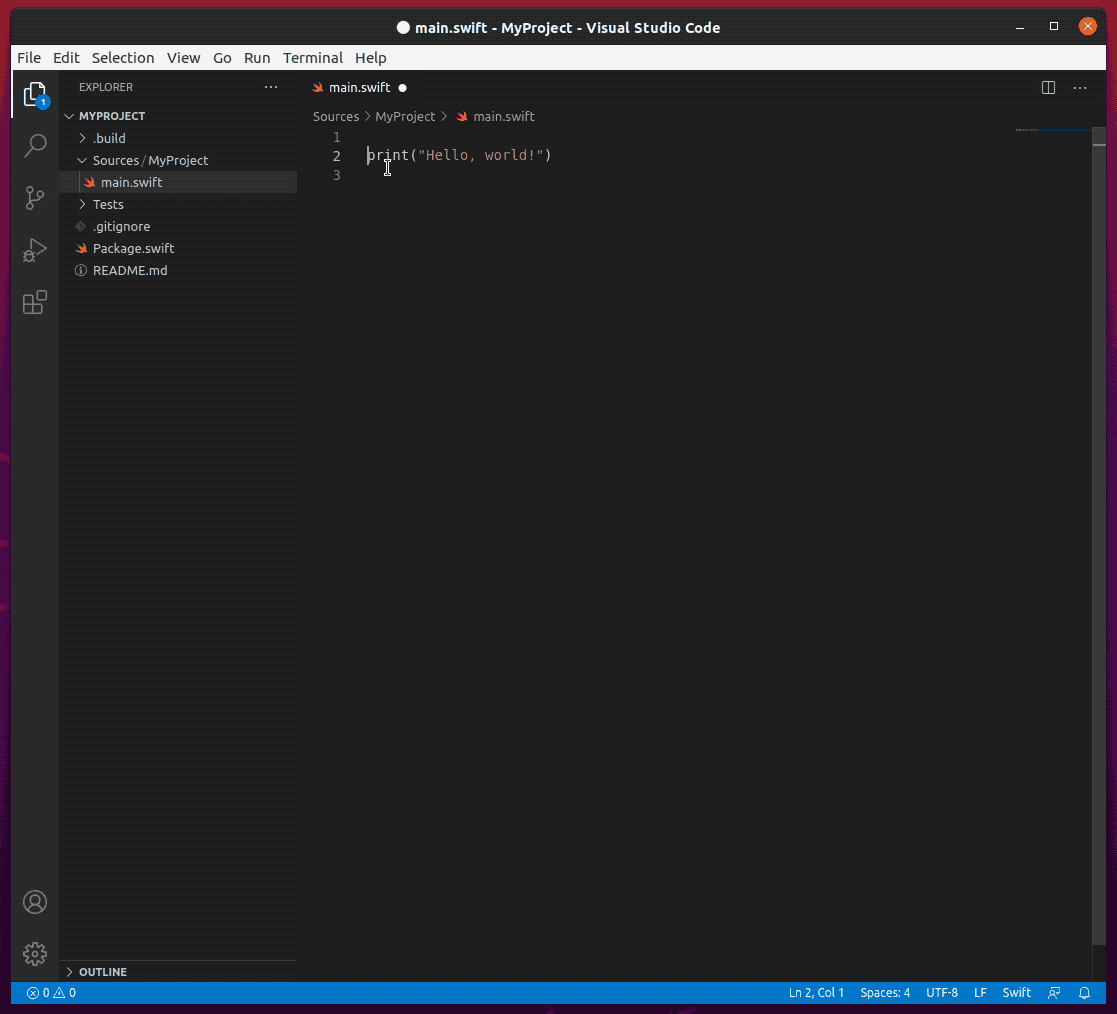 main.swift - MyProject - Visual Studio Code
File Edit Selection View Go Run Terminal Help
1
EXPLORER
MYPROJECT
.build
Sources / MyProject
main.swift
Tests
.gitignore
Package.swift
README.md
OUTLINE
main.swift
Sources > MyProject > main.swift
1
2 print("Hello, world!")
3
0 0 Ln 2, Col 1 Spaces: 4 UTF-8 LF Swift